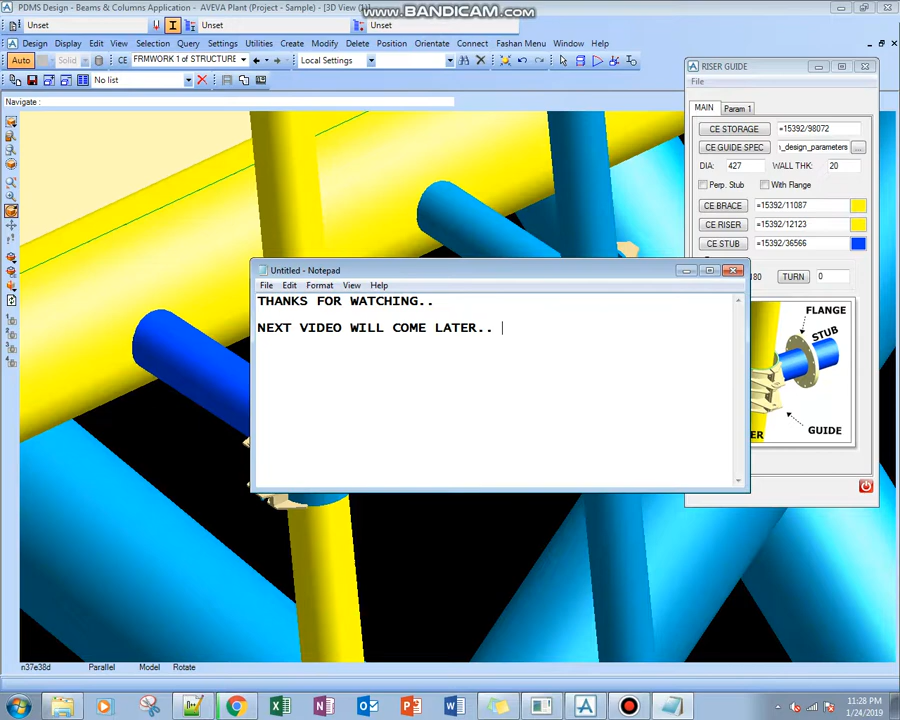 PDMS Design - Beams & Columns Application - AVEVA Plant (Project - Sample) - [3D View
www.BANDICAM.com
Unset
Unset
Unset
Design Display Edit View Selection Query Settings Utilities Create Modify Delete Position Orientate Connect Fashan Menu Window Help
Auto Solid CE FRMWORK 1 of STRUCTURE Local Settings
No list
Navigate :
RISER GUIDE
File
MAIN Param 1
CE STORAGE =15392/98072
CE GUIDE SPEC _design_parameters ...
DIA: 427 WALL THK: 20
Perp. Stub With Flange
CE BRACE =15392/11087
CE RISER =15392/12123
CE STUB =15392/36566
180 TURN 0
FLANGE
STUB
GUIDE
ER
Untitled - Notepad
File Edit Format View Help
THANKS FOR WATCHING..
NEXT VIDEO WILL COME LATER..
n37e38d Parallel Model Rotate
11:28 PM
1/24/2019